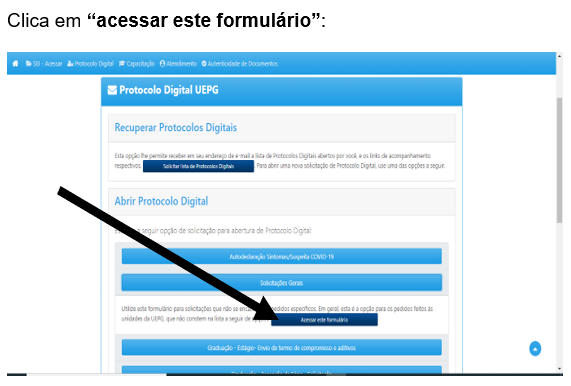 Clica em “acessar este formulário”:
SEI - Acessar Protocolo Digital Capacitação Atendimento Autenticidade de Documentos
Protocolo Digital UEPG
Recuperar Protocolos Digitais
Esta opção lhe permite receber em seu endereço de e-mail a lista de Protocolos Digitais abertos por você, e os links de acompanhamento
respectivos. Solicitar lista de Protocolos Digitais Para abrir uma nova solicitação de Protocolo Digital, use uma das opções a seguir.
Abrir Protocolo Digital
a seguir opção de solicitação para abertura de Protocolo Digital:
Autodeclaração Sintomas/Suspeita COVID-19
Solicitações Gerais
Utilize este formulário para solicitações que não se pedidos específicos. Em geral, esta é a opção para os pedidos feitos às
unidades da UEPG, que não constem na lista a seguir de Acessar este formulário
Graduação - Estágio- Envio de termo de compromisso e aditivos